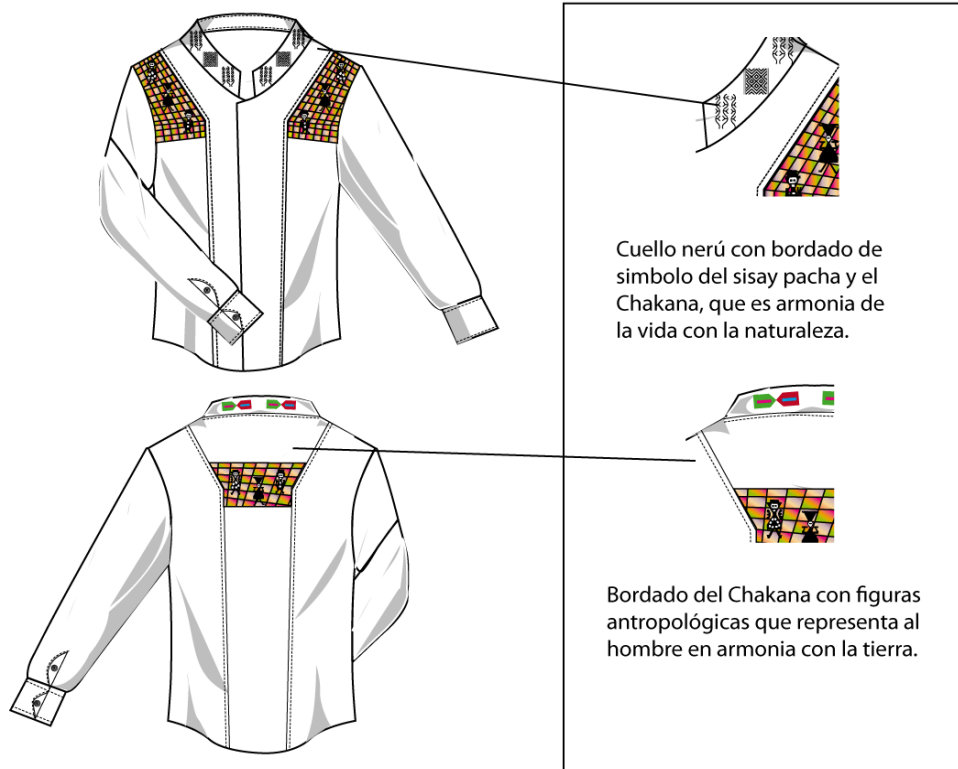 Cuello nerú con bordado de
simbolo del sisay pacha y el
Chakana, que es armonia de
la vida con la naturaleza.
Bordado del Chakana con figuras
antropológicas que representa al
hombre en armonia con la tierra.